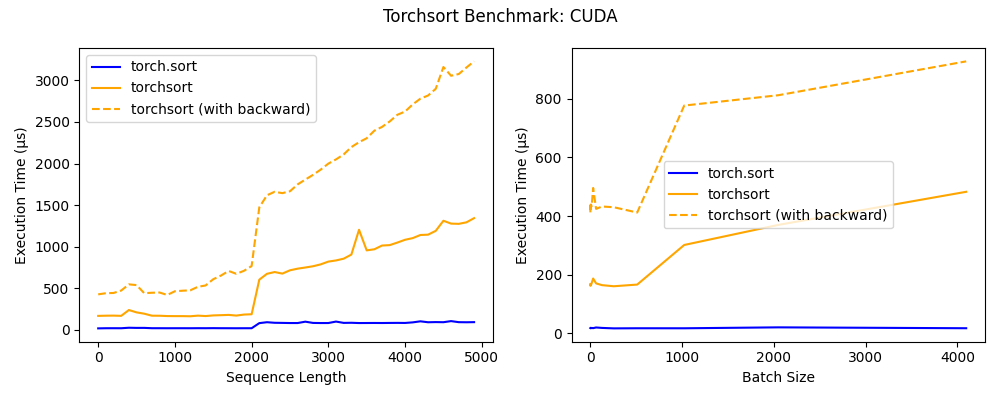 Torchsort Benchmark: CUDA
Execution Time (µs)
3000
2500
2000
1500
1000
500
0
torch.sort
torchsort
torchsort (with backward)
0 1000 2000 3000 4000 5000
Sequence Length
Execution Time (µs)
800
600
400
200
0
torch.sort
torchsort
torchsort (with backward)
0 1000 2000 3000 4000
Batch Size